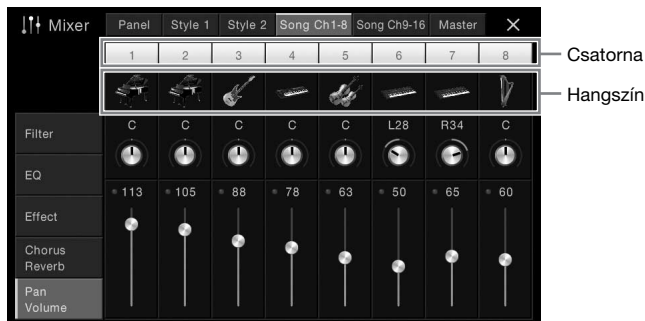 Mixer Panel Style 1 Style 2 Song Ch1-8 Song Ch9-16 Master
1 2 3 4 5 6 7 8 Csatorna
Hangszín
C C C C C L28 R34 C
Filter
EQ
113 105 88 78 63 50 65 60
Effect
Chorus
Reverb
Pan
Volume